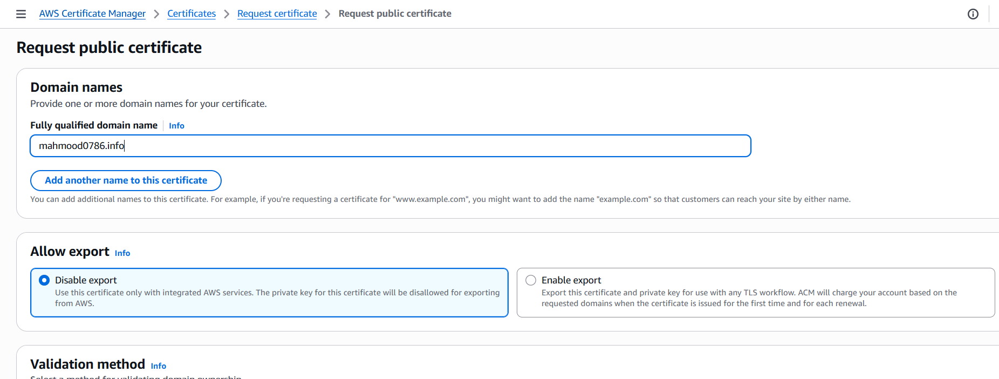 AWS Certificate Manager > Certificates > Request certificate > Request public certificate
Request public certificate
Domain names
Provide one or more domain names for your certificate.
Fully qualified domain name | Info
mahmood0786.info
Add another name to this certificate
You can add additional names to this certificate. For example, if you're requesting a certificate for "www.example.com", you might want to add the name "example.com" so that customers can reach your site by either name.
Allow export Info
Disable export
Use this certificate only with integrated AWS services. The private key for this certificate will be disallowed for exporting
from AWS.
Enable export
Export this certificate and private key for use with any TLS workflow. ACM will charge your account based on the
requested domains when the certificate is issued for the first time and for each renewal.
Validation method Info
Select a method for validating domain ownership